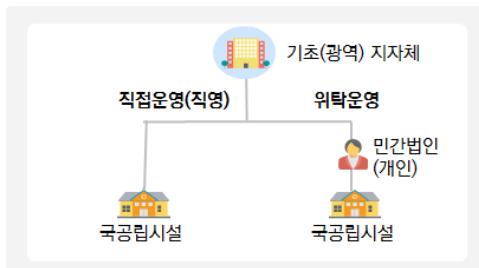 기초(광역) 지자체
직접운영(직영)
위탁운영
민간법인
(개인)
국공립시설
국공립시설